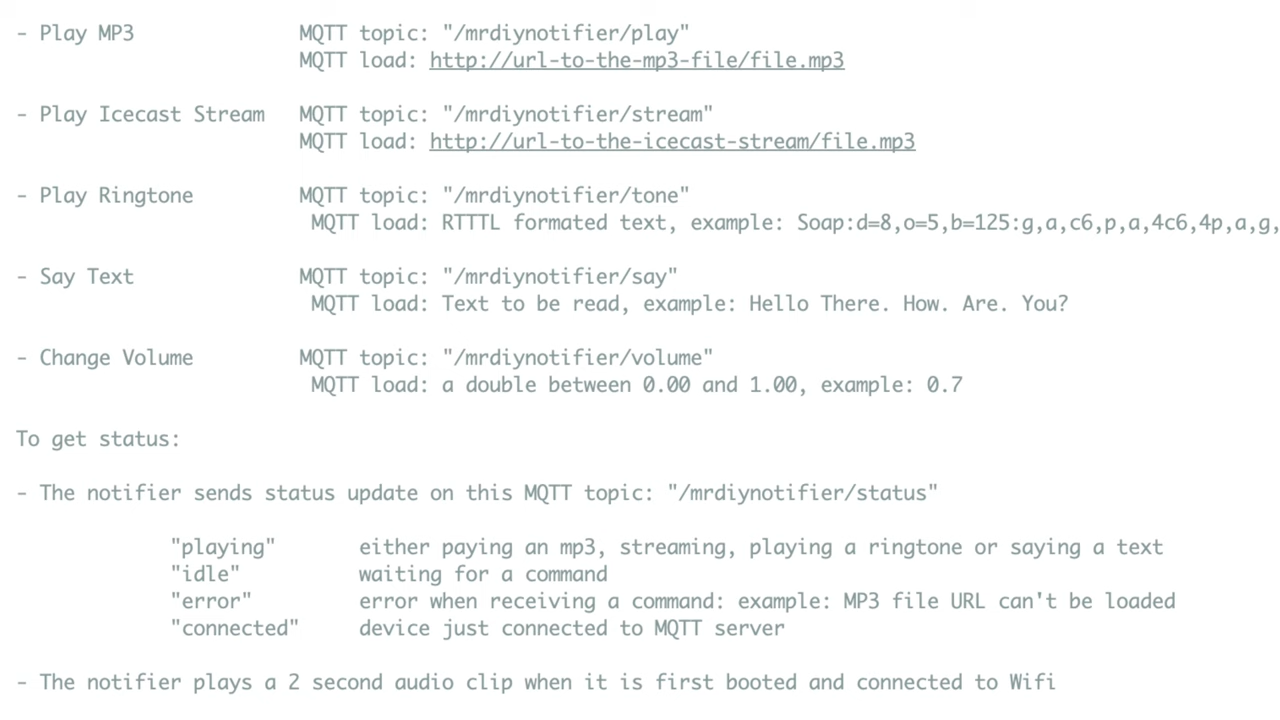 - Play MP3 MQTT topic: "/mrdiynotifier/play"
MQTT load: http://url-to-the-mp3-file/file.mp3
- Play Icecast Stream MQTT topic: "/mrdiynotifier/stream"
MQTT load: http://url-to-the-icecast-stream/file.mp3
- Play Ringtone MQTT topic: "/mrdiynotifier/tone"
MQTT load: RTTTL formated text, example: Soap:d=8,o=5,b=125:g,a,c6,p,a,4c6,4p,a,g,
- Say Text MQTT topic: "/mrdiynotifier/say"
MQTT load: Text to be read, example: Hello There. How. Are. You?
- Change Volume MQTT topic: "/mrdiynotifier/volume"
MQTT load: a double between 0.00 and 1.00, example: 0.7
To get status:
- The notifier sends status update on this MQTT topic: "/mrdiynotifier/status"
"playing" either paying an mp3, streaming, playing a ringtone or saying a text
"idle" waiting for a command
"error" error when receiving a command: example: MP3 file URL can't be loaded
"connected" device just connected to MQTT server
- The notifier plays a 2 second audio clip when it is first booted and connected to Wifi